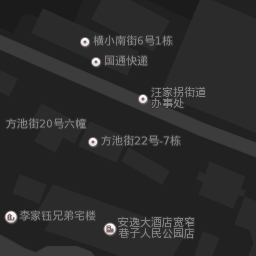 横小南街6号1栋
国通快递
汪家拐街道
办事处
方池街20号六幢
方池街22号-7栋
李家钰兄弟宅楼
安逸大酒店宽窄
巷子人民公园店